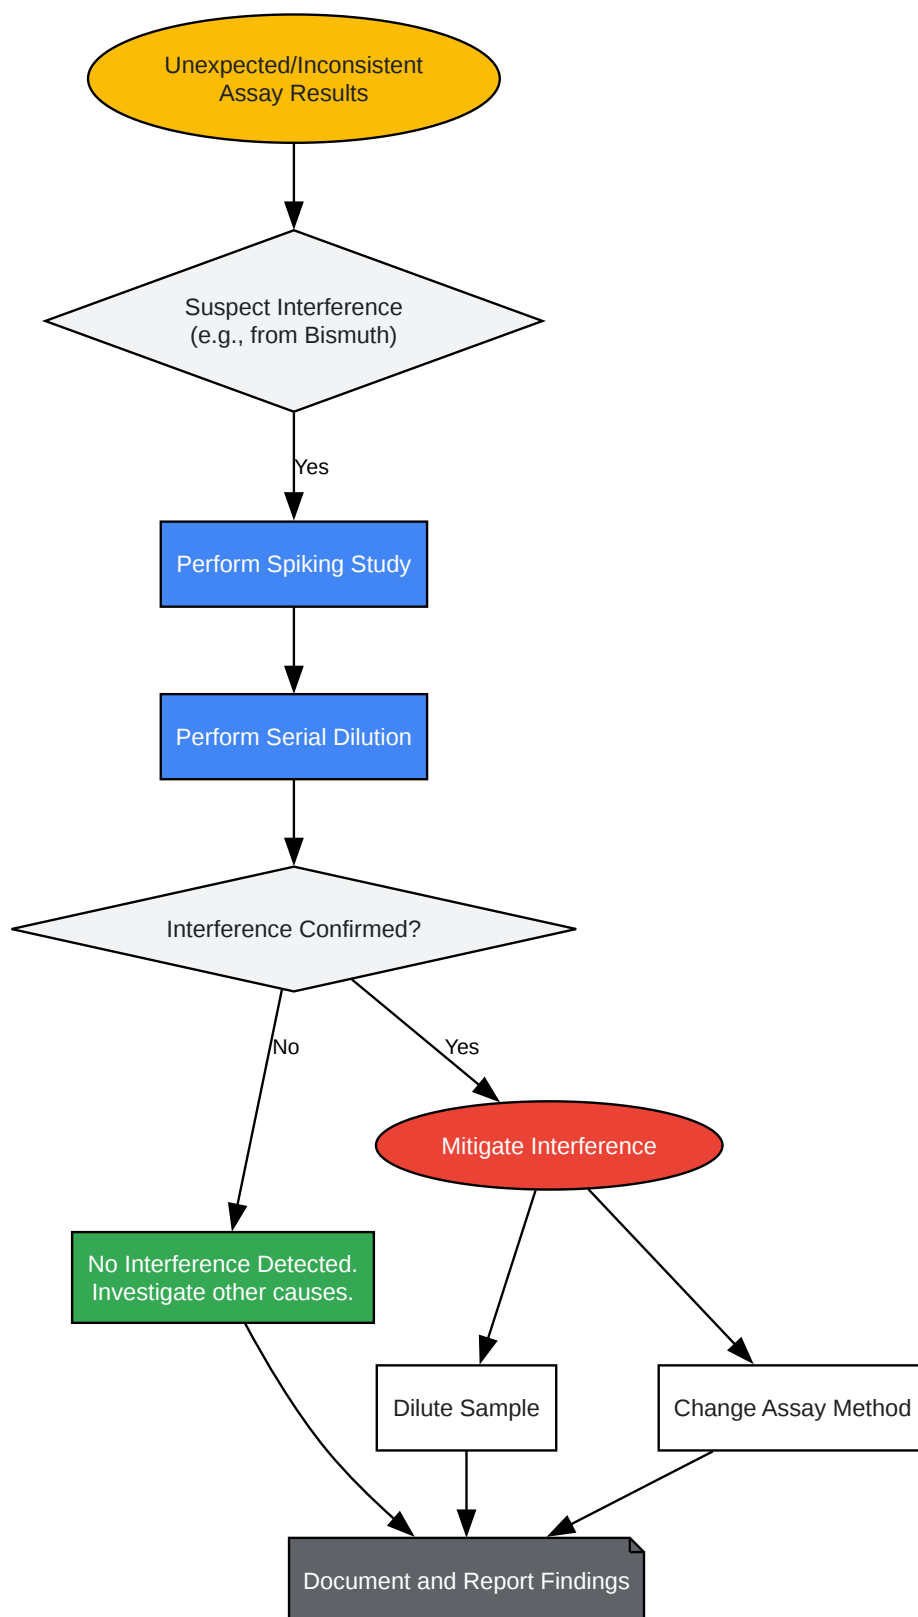 Unexpected/Inconsistent
Assay Results
Suspect Interference
(e.g., from Bismuth)
Yes
Perform Spiking Study
Perform Serial Dilution
Interference Confirmed?
No
Yes
Mitigate Interference
No Interference Detected.
Investigate other causes.
Dilute Sample
Change Assay Method
Document and Report Findings